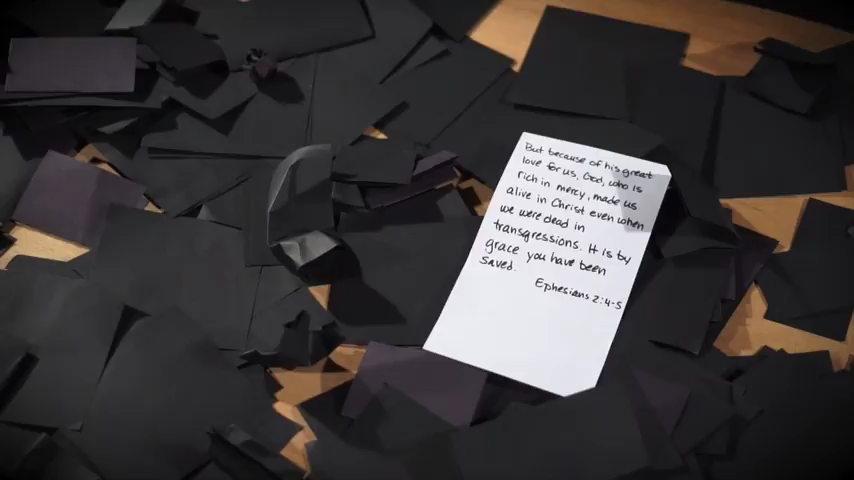 But because of his great
love for us, God, who is
rich in mercy, made us
alive in Christ even when
we were dead in
transgressions. It is by
grace you have been
saved.
Ephesians 2:4-5